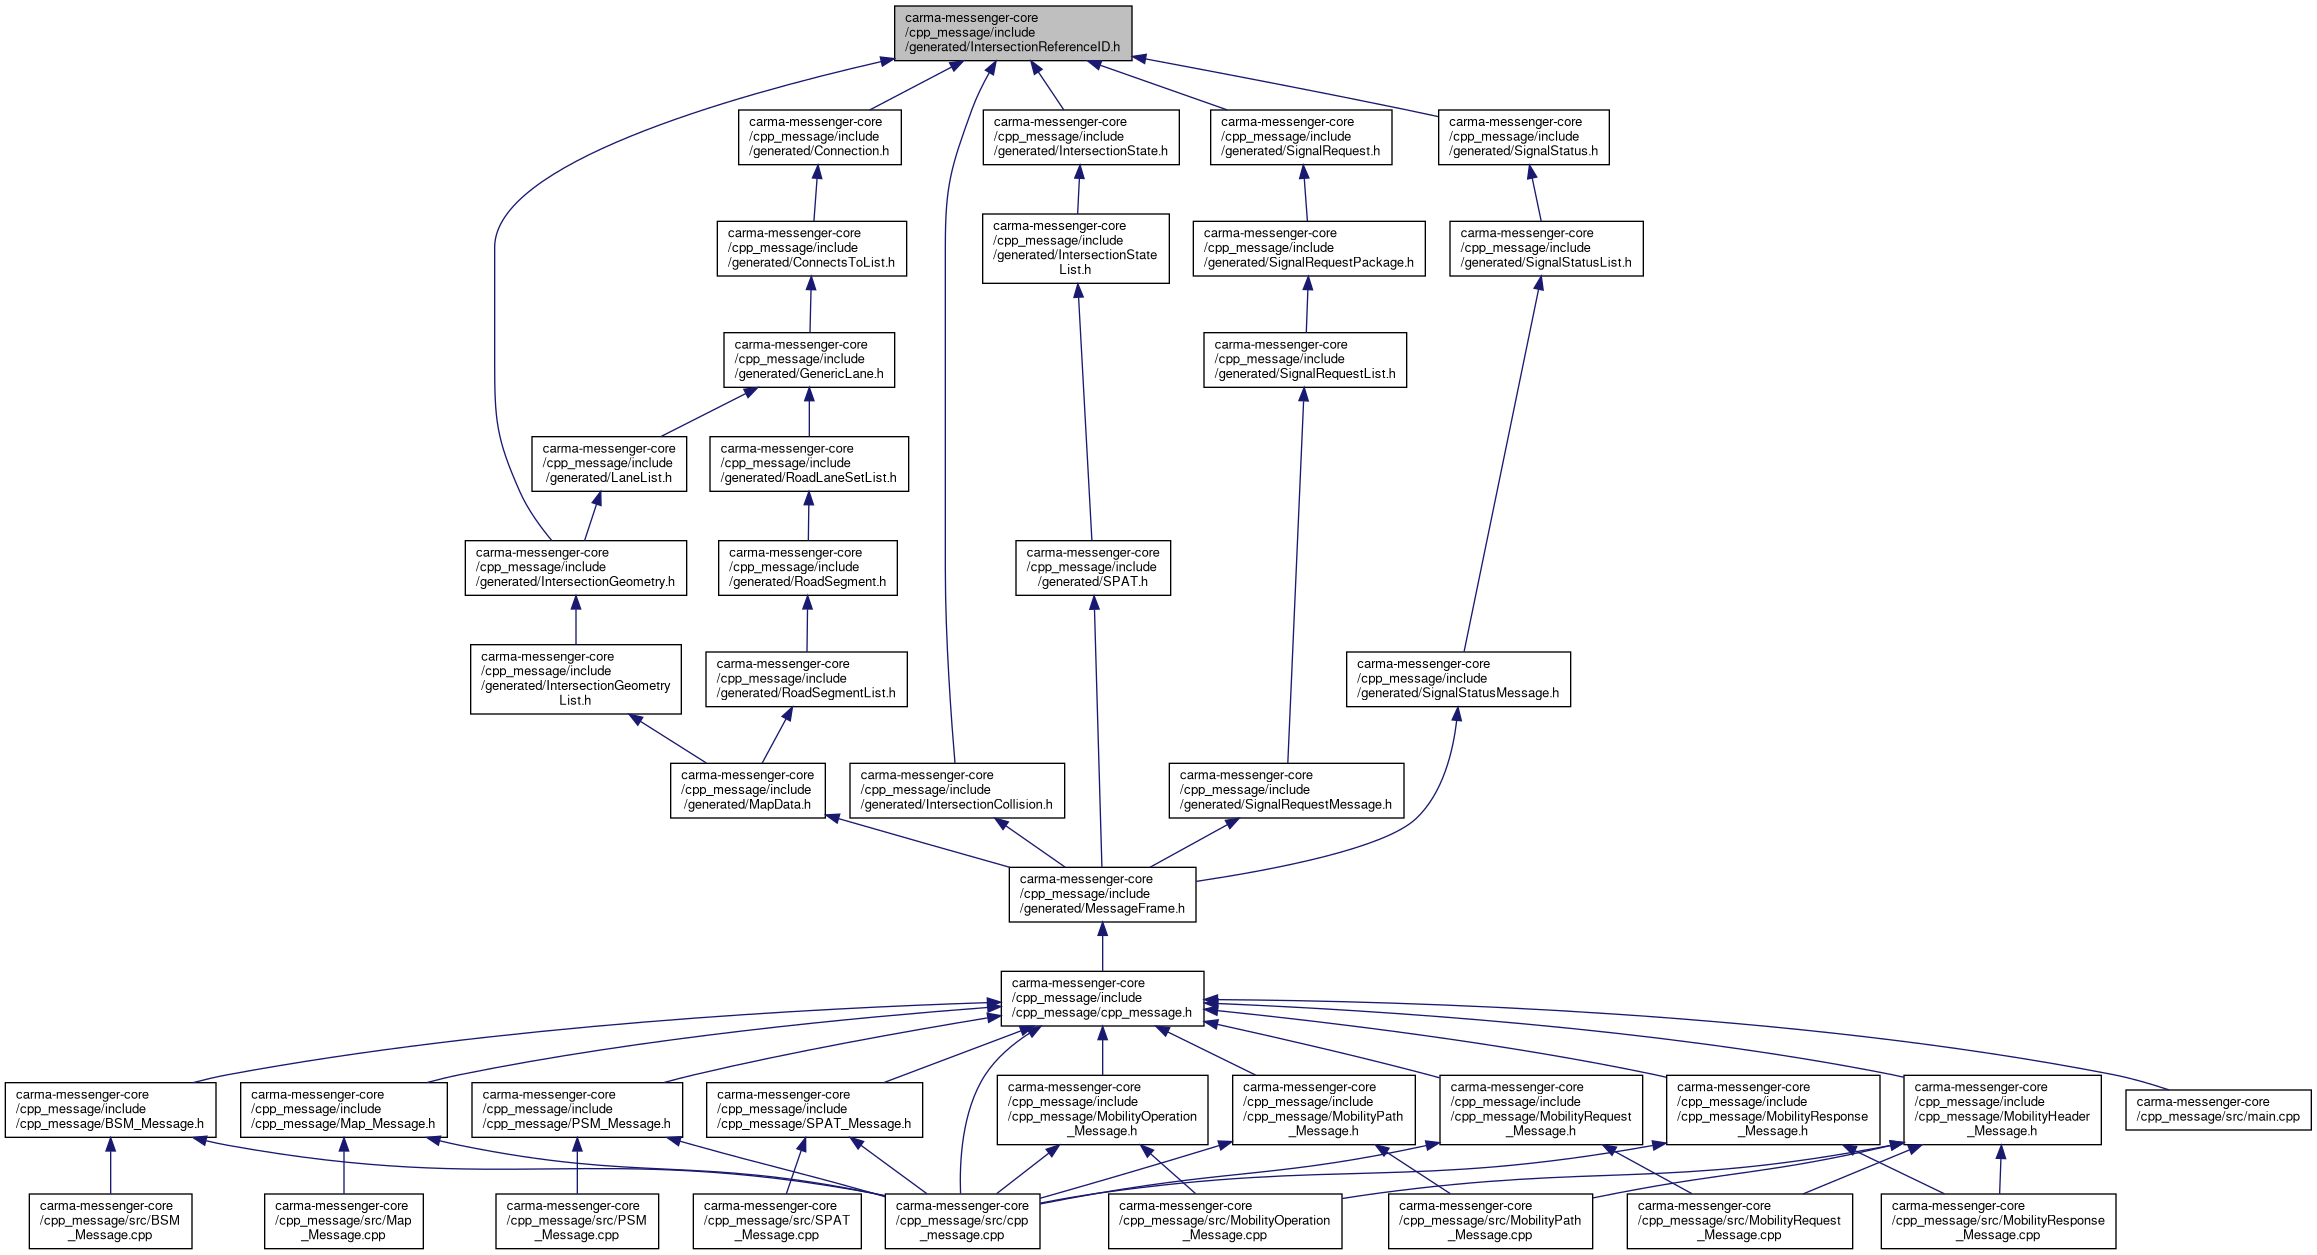 carma-messenger-core
/cpp_message/include
/generated/IntersectionReferenceID.h
carma-messenger-core
/cpp_message/include
/generated/Connection.h
carma-messenger-core
/cpp_message/include
/generated/IntersectionState.h
carma-messenger-core
/cpp_message/include
/generated/SignalRequest.h
carma-messenger-core
/cpp_message/include
/generated/SignalStatus.h
carma-messenger-core
/cpp_message/include
/generated/ConnectsToList.h
carma-messenger-core
/cpp_message/include
/generated/IntersectionState
List.h
carma-messenger-core
/cpp_message/include
/generated/SignalRequestPackage.h
carma-messenger-core
/cpp_message/include
/generated/SignalStatusList.h
carma-messenger-core
/cpp_message/include
/generated/GenericLane.h
carma-messenger-core
/cpp_message/include
/generated/SignalRequestList.h
carma-messenger-core
/cpp_message/include
/generated/LaneList.h
carma-messenger-core
/cpp_message/include
/generated/RoadLaneSetList.h
carma-messenger-core
/cpp_message/include
/generated/IntersectionGeometry.h
carma-messenger-core
/cpp_message/include
/generated/RoadSegment.h
carma-messenger-core
/cpp_message/include
/generated/SPAT.h
carma-messenger-core
/cpp_message/include
/generated/IntersectionGeometry
List.h
carma-messenger-core
/cpp_message/include
/generated/RoadSegmentList.h
carma-messenger-core
/cpp_message/include
/generated/SignalStatusMessage.h
carma-messenger-core
/cpp_message/include
/generated/MapData.h
carma-messenger-core
/cpp_message/include
/generated/IntersectionCollision.h
carma-messenger-core
/cpp_message/include
/generated/SignalRequestMessage.h
carma-messenger-core
/cpp_message/include
/generated/MessageFrame.h
carma-messenger-core
/cpp_message/include
/cpp_message/cpp_message.h
carma-messenger-core
/cpp_message/include
/cpp_message/BSM_Message.h
carma-messenger-core
/cpp_message/include
/cpp_message/Map_Message.h
carma-messenger-core
/cpp_message/include
/cpp_message/PSM_Message.h
carma-messenger-core
/cpp_message/include
/cpp_message/SPAT_Message.h
carma-messenger-core
/cpp_message/include
/cpp_message/MobilityOperation
_Message.h
carma-messenger-core
/cpp_message/include
/cpp_message/MobilityPath
_Message.h
carma-messenger-core
/cpp_message/include
/cpp_message/MobilityRequest
_Message.h
carma-messenger-core
/cpp_message/include
/cpp_message/MobilityResponse
_Message.h
carma-messenger-core
/cpp_message/include
/cpp_message/MobilityHeader
_Message.h
carma-messenger-core
/cpp_message/src/main.cpp
carma-messenger-core
/cpp_message/src/BSM
_Message.cpp
carma-messenger-core
/cpp_message/src/Map
_Message.cpp
carma-messenger-core
/cpp_message/src/PSM
_Message.cpp
carma-messenger-core
/cpp_message/src/SPAT
_Message.cpp
carma-messenger-core
/cpp_message/src/cpp
_message.cpp
carma-messenger-core
/cpp_message/src/MobilityOperation
_Message.cpp
carma-messenger-core
/cpp_message/src/MobilityPath
_Message.cpp
carma-messenger-core
/cpp_message/src/MobilityRequest
_Message.cpp
carma-messenger-core
/cpp_message/src/MobilityResponse
_Message.cpp